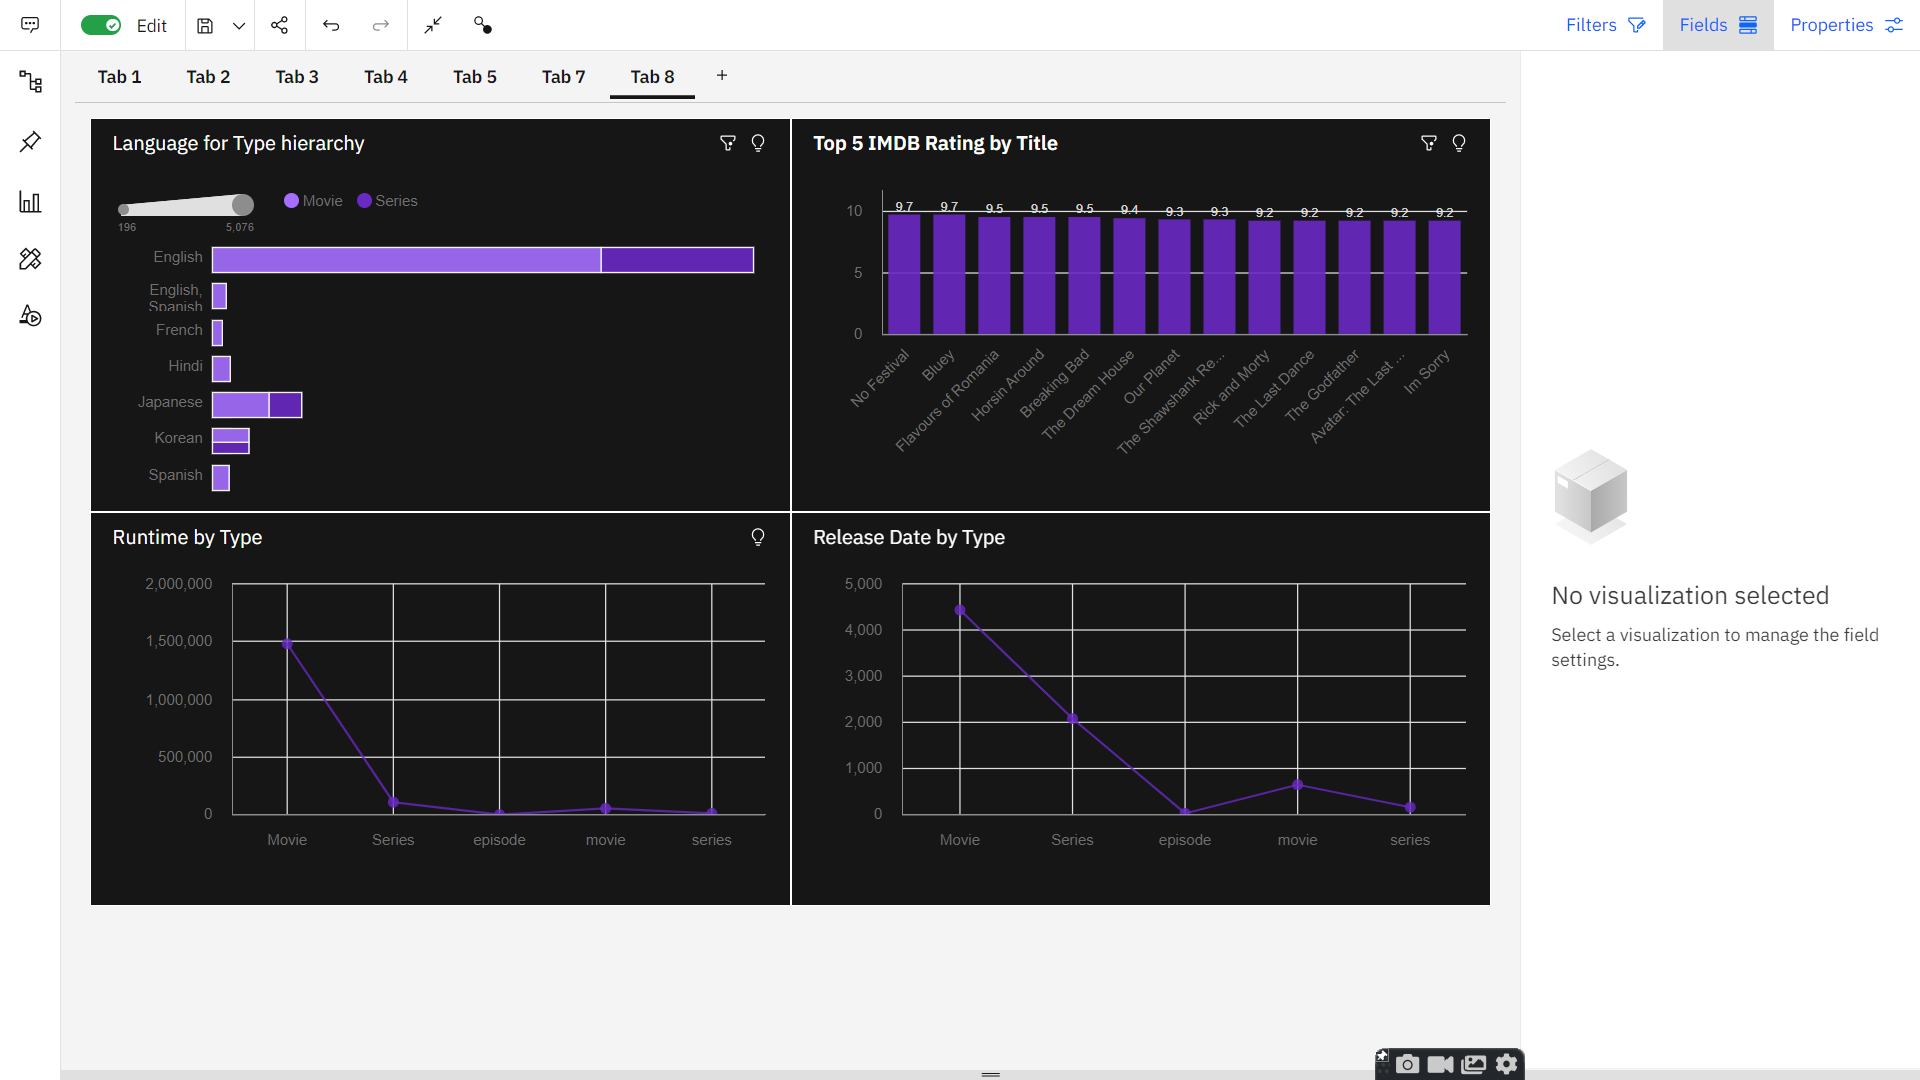 Edit
Filters
Fields
Properties
Tab 1
Tab 2
Tab 3
Tab 4
Tab 5
Tab 7
Tab 8
+
Language for Type hierarchy
196
5,076
Movie
Series
English
English,
Spanish
French
Hindi
Japanese
Korean
Spanish
Top 5 IMDB Rating by Title
10
5
0
9.7
9.7
9.5
9.5
9.5
9.4
9.3
9.3
9.2
9.2
9.2
9.2
9.2
No Festival
Bluey
Flavours of Romania
Horsin Around
Breaking Bad
The Dream House
Our Planet
The Shawshank Re...
Rick and Morty
The Last Dance
The Godfather
Avatar: The Last ...
Im Sorry
Runtime by Type
2,000,000
1,500,000
1,000,000
500,000
0
Movie
Series
episode
movie
series
Release Date by Type
5,000
4,000
3,000
2,000
1,000
0
Movie
Series
episode
movie
series
No visualization selected
Select a visualization to manage the field
settings.